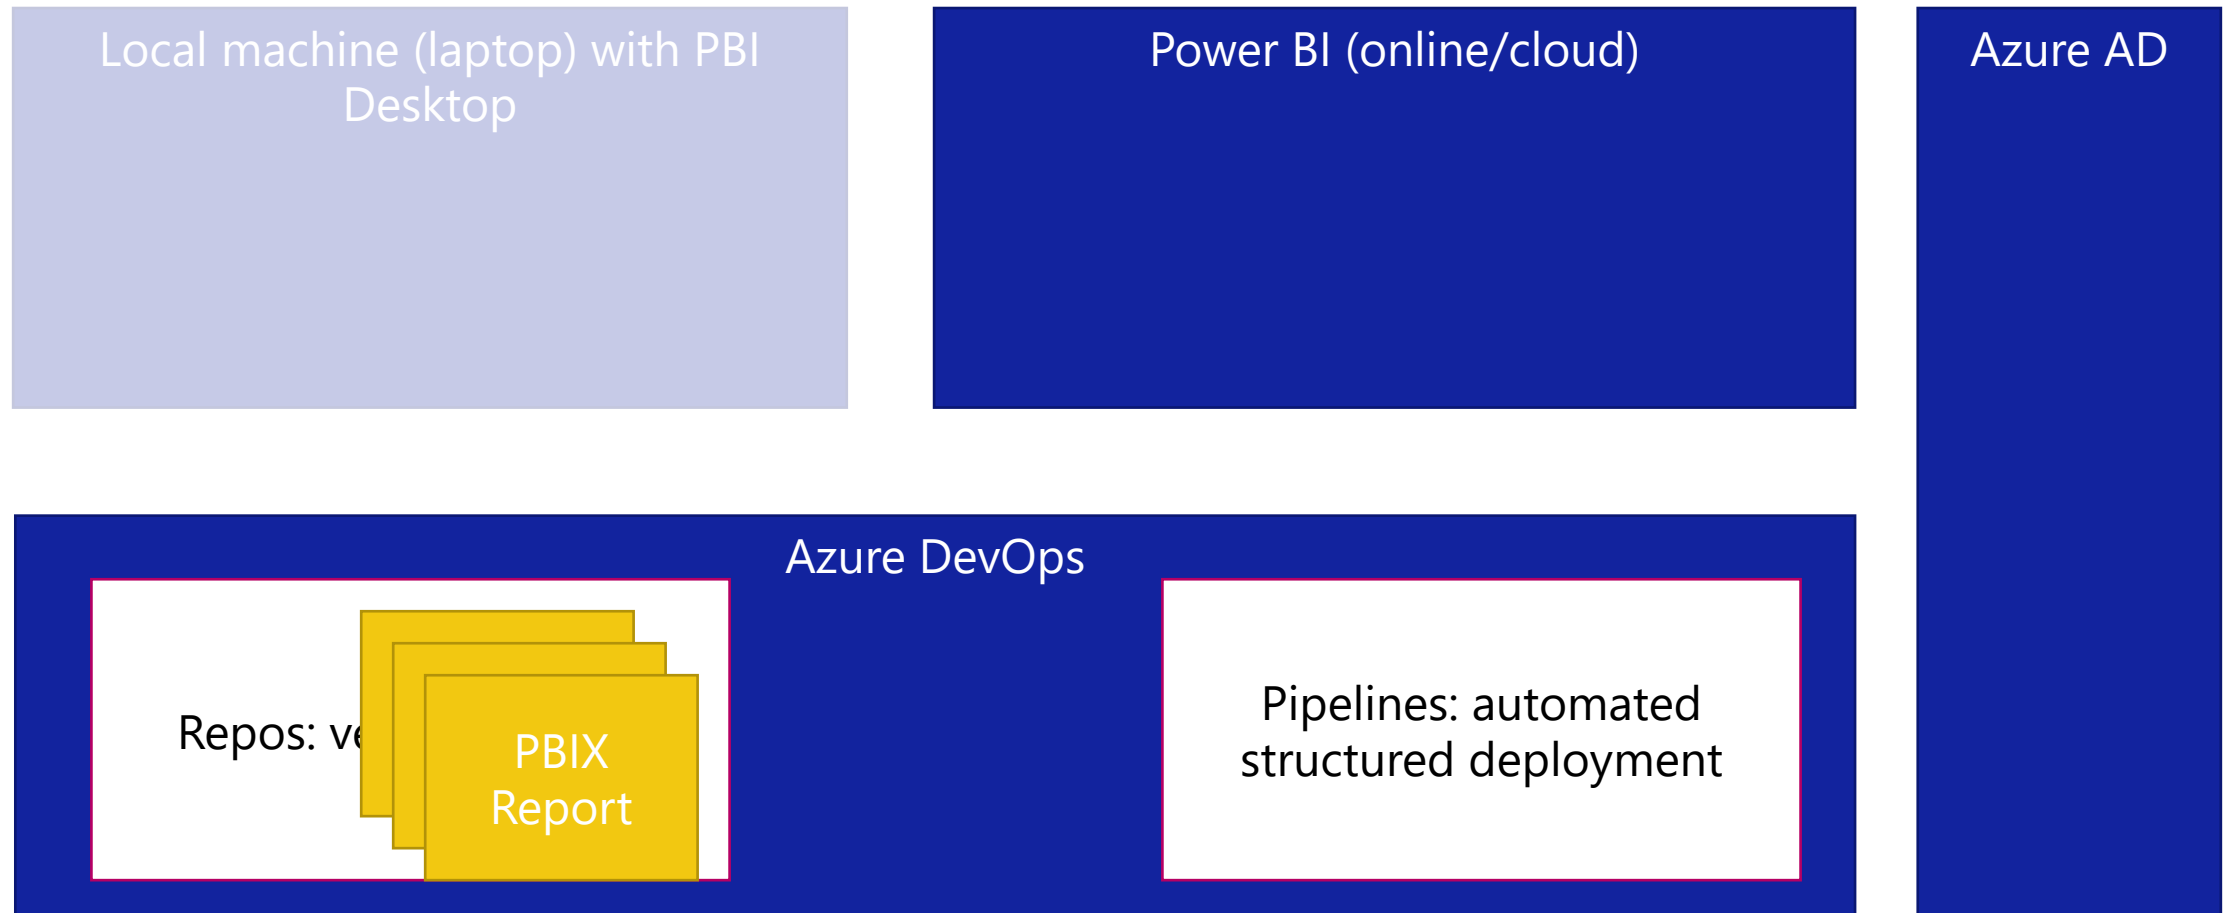 Local machine (laptop) with PBI
Desktop
Power BI (online/cloud)
Azure AD
Azure DevOps
Repos:
PBIX
Report
Pipelines: automated
structured deployment